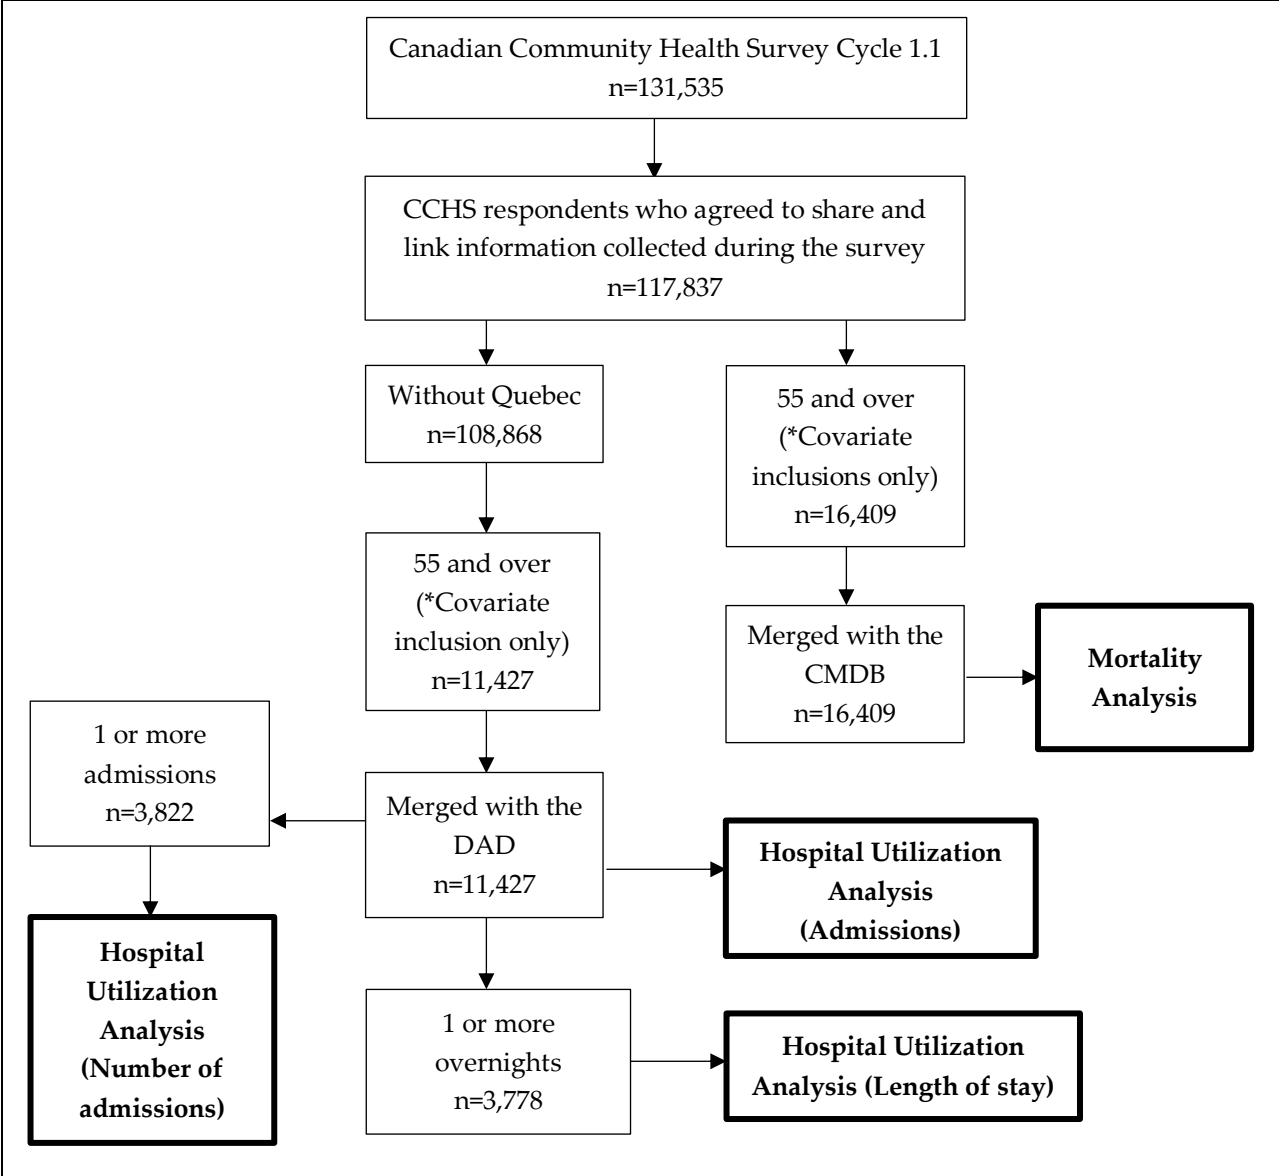 Canadian Community Health Survey Cycle 1.1
n=131,535
CCHS respondents who agreed to share and
link information collected during the survey
n=117,837
Without Quebec
n=108,868
55 and over
(*Covariate
inclusions only)
n=16,409
55 and over
(*Covariate
inclusion only)
n=11,427
Merged with the
CMDB
n=16,409
Mortality
Analysis
1 or more
admissions
n=3,822
Merged with the
DAD
n=11,427
Hospital Utilization
Analysis
(Admissions)
Hospital
Utilization
Analysis
(Number of
admissions)
1 or more
overnights
n=3,778
Hospital Utilization
Analysis (Length of stay)